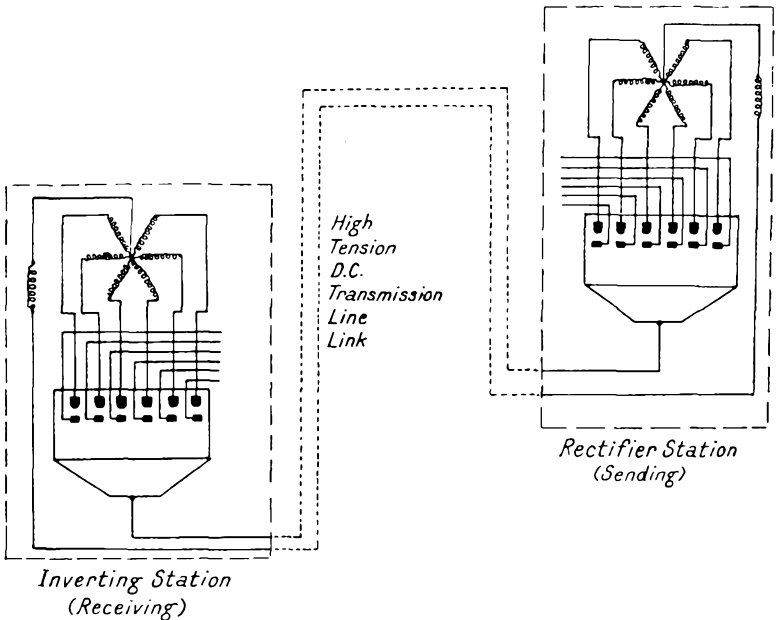 High
Tension
D.C.
Transmission
Line
Link
Rectifier Station
(Sending)
Inverting Station
(Receiving)